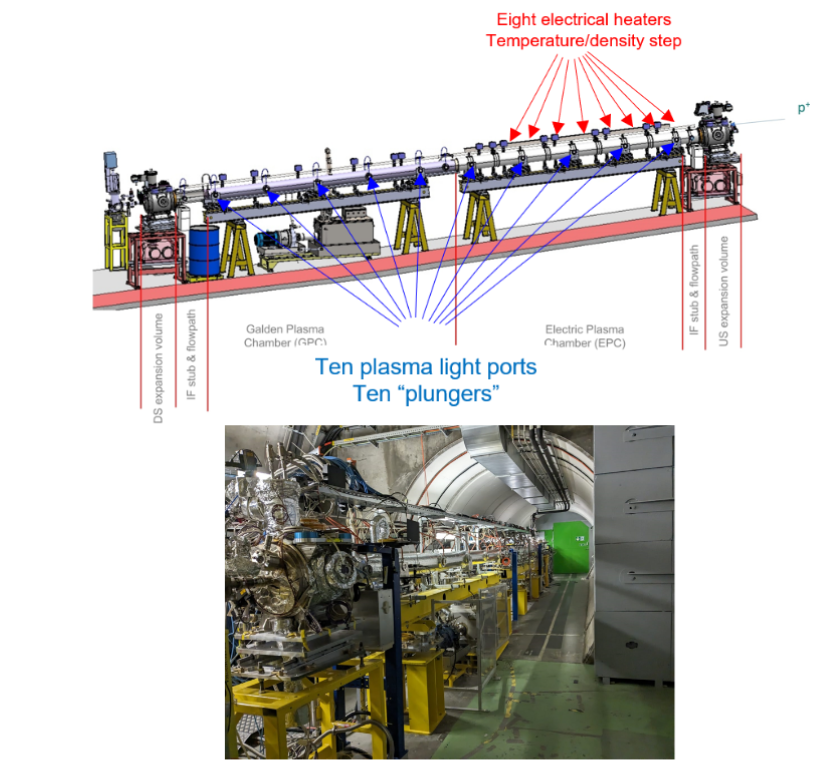 Eight electrical heaters
Temperature/density step
p⁺
Galden Plasma
Chamber (GPC)
Electric Plasma
Chamber (EPC)
DS expansion volume
IF stub & flowpath
IF stub & flowpath
US expansion volume
Ten plasma light ports
Ten “plungers”